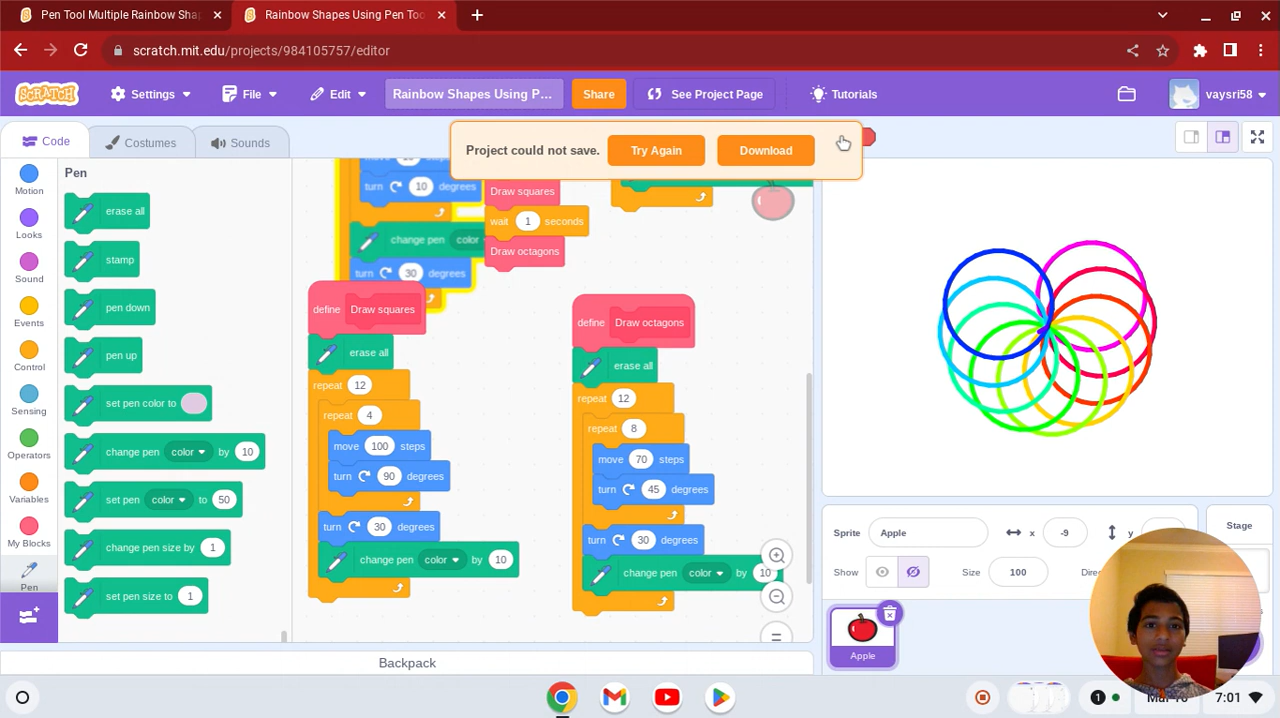 Pen Tool Multiple Rainbow Sha
Rainbow Shapes Using Pen Too
scratch.mit.edu/projects/984105757/editor
SCRATCH
Settings
File
Edit
Rainbow Shapes Using P...
Share
See Project Page
Tutorials
vaysri58
Code
Costumes
Sounds
Project could not save.
Try Again
Download
Motion
Looks
Sound
Events
Control
Sensing
Operators
Variables
My Blocks
Pen
Pen
erase all
stamp
pen down
pen up
set pen color to
change pen color by 10
set pen color to 50
change pen size by 1
set pen size to 1
turn 10 degrees
change pen color
turn 30 degrees
Draw squares
wait 1 seconds
Draw octagons
define Draw squares
erase all
repeat 12
repeat 4
move 100 steps
turn 90 degrees
turn 30 degrees
change pen color by 10
define Draw octagons
erase all
repeat 12
repeat 8
move 70 steps
turn 45 degrees
turn 30 degrees
change pen color by 10
Backpack
Sprite Apple x -9 y
Show Size 100 Direc
Apple
Stage
1
7:01